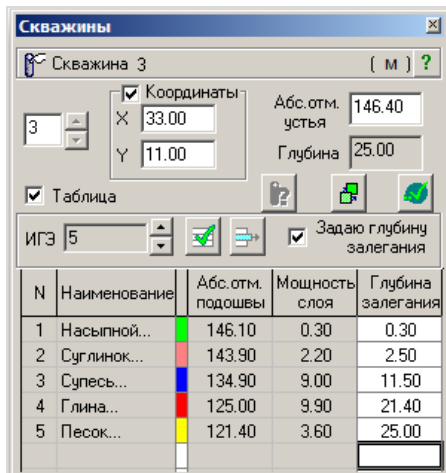 Скважины
Скважина 3 ( м ) ?
3
Координаты
X 33.00
Y 11.00
Абс.отм. устья 146.40
Глубина 25.00
Таблица
ИГЭ 5
Задаю глубину залегания
N Наименование Абс.отм. подошвы Мощность слоя Глубина залегания
1 Насыпной... 146.10 0.30 0.30
2 Суглинок... 143.90 2.20 2.50
3 Супесь... 134.90 9.00 11.50
4 Глина... 125.00 9.90 21.40
5 Песок... 121.40 3.60 25.00